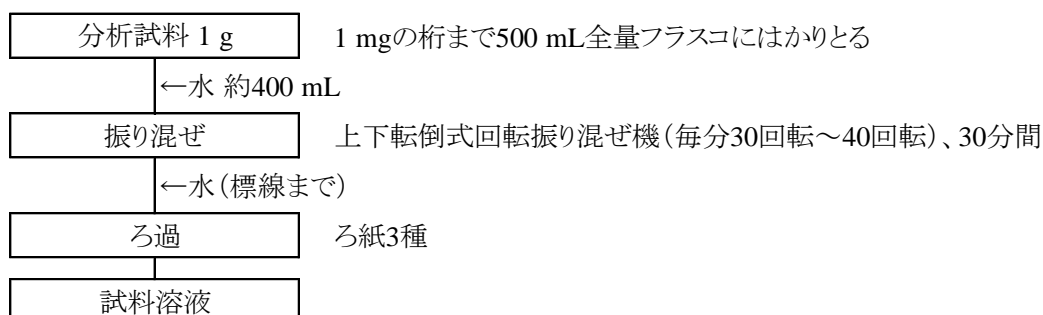 分析試料 1 g 1 mgの桁まで500 mL全量フラスコにはかりとる
←水 約400 mL
振り混ぜ 上下転倒式回転振り混ぜ機(毎分30回転~40回転)、30分間
←水(標線まで)
ろ過 ろ紙3種
試料溶液